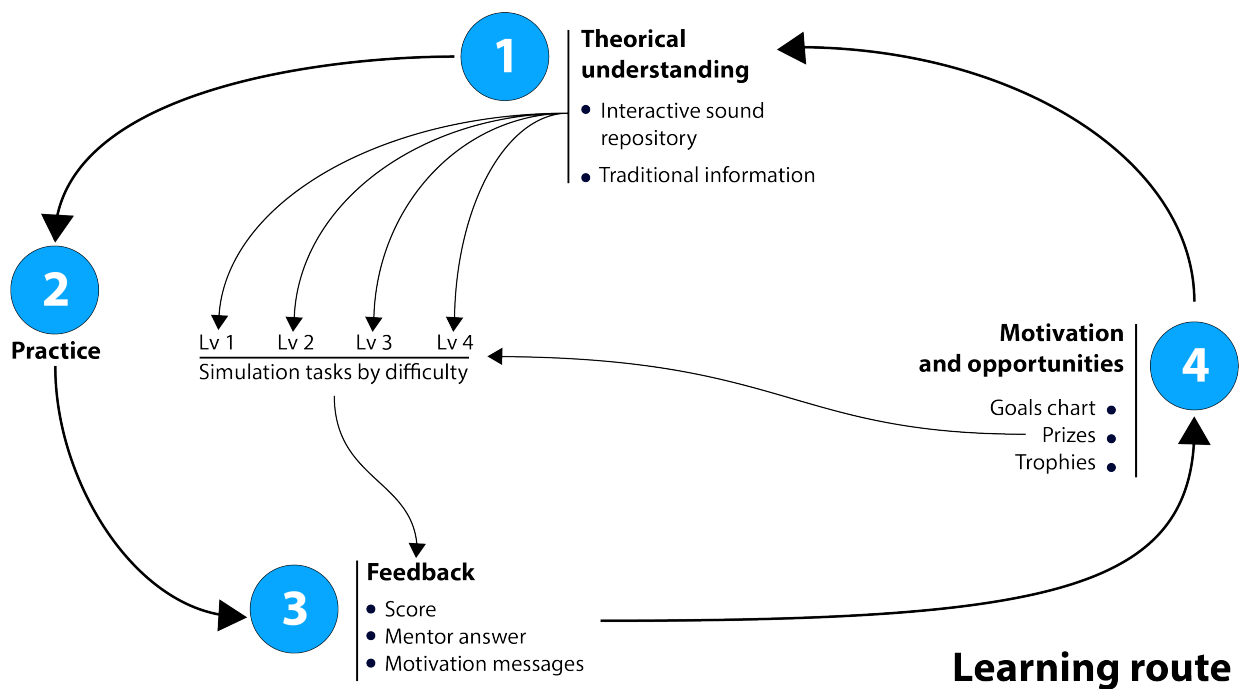 1
Theorical
understanding
Interactive sound
repository
Traditional information
2
Practice
Lv 1 Lv 2 Lv 3 Lv 4
Simulation tasks by difficulty
3
Feedback
Score
Mentor answer
Motivation messages
4
Motivation
and opportunities
Goals chart
Prizes
Trophies
Learning route